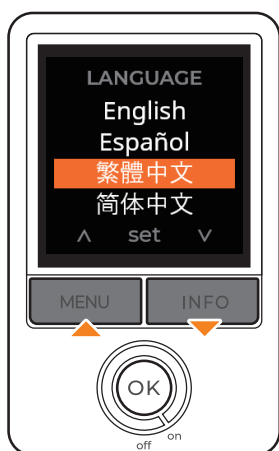 LANGUAGE
English
Español
繁體中文
简体中文
set
MENU INFO
OK
on
off